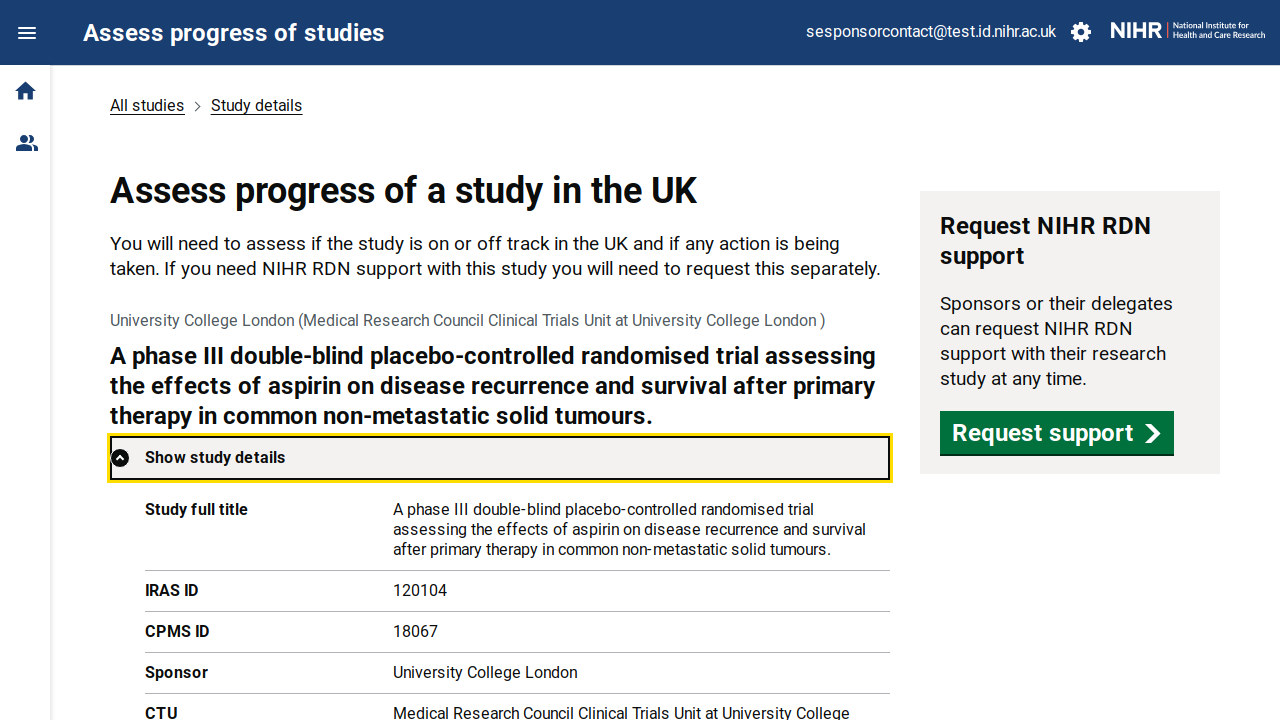 Assess progress of studies
sesponsorcontact@test.id.nihr.ac.uk
NIHR
National Institute for
Health and Care Research
All studies
Study details
Assess progress of a study in the UK
You will need to assess if the study is on or off track in the UK and if any action is being
taken. If you need NIHR RDN support with this study you will need to request this separately.
University College London (Medical Research Council Clinical Trials Unit at University College London )
A phase III double-blind placebo-controlled randomised trial assessing
the effects of aspirin on disease recurrence and survival after primary
therapy in common non-metastatic solid tumours.
Show study details
Study full title
A phase III double-blind placebo-controlled randomised trial
assessing the effects of aspirin on disease recurrence and survival
after primary therapy in common non-metastatic solid tumours.
IRAS ID
120104
CPMS ID
18067
Sponsor
University College London
CTU
Medical Research Council Clinical Trials Unit at University College
Request NIHR RDN
support
Sponsors or their delegates
can request NIHR RDN
support with their research
study at any time.
Request support